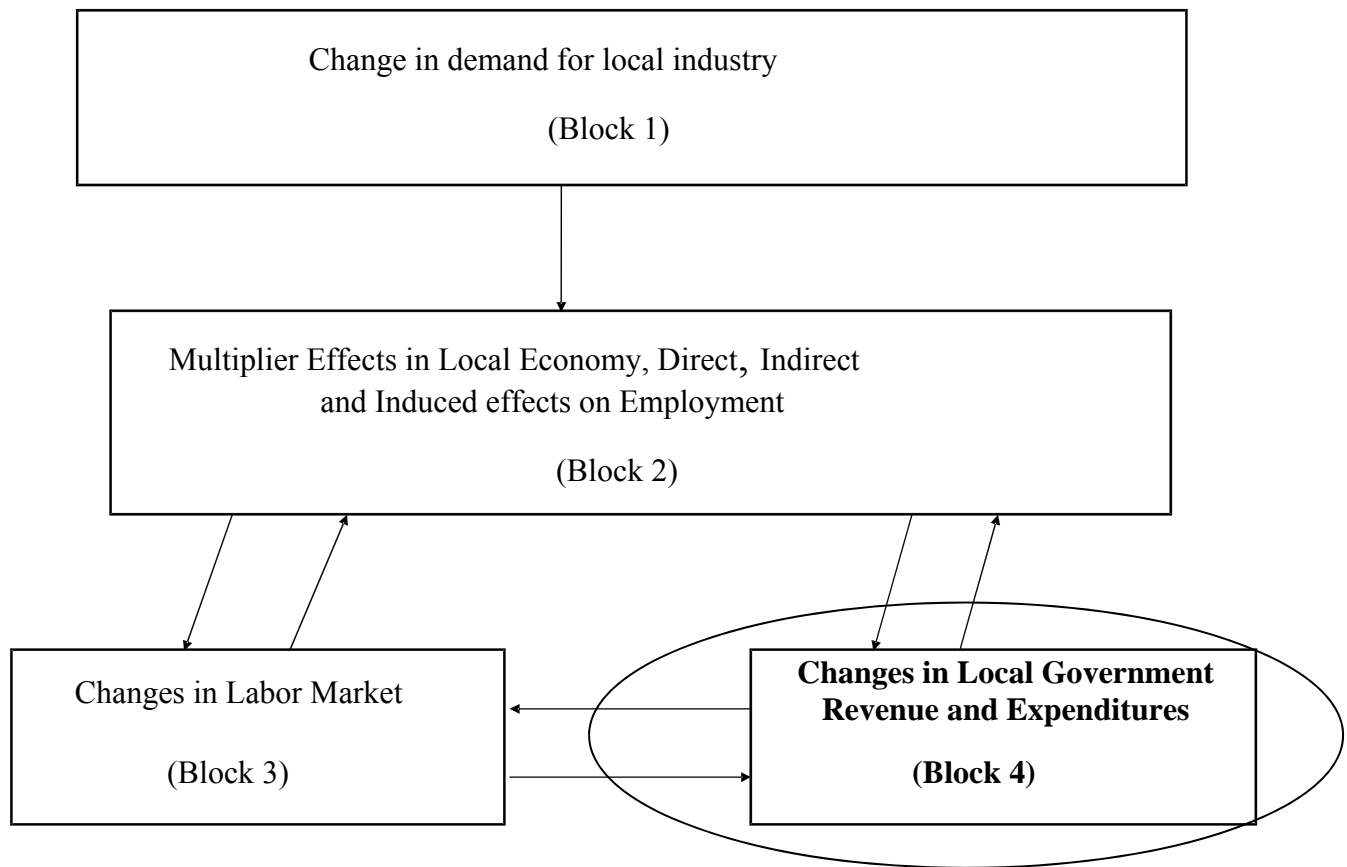 Change in demand for local industry
(Block 1)
Multiplier Effects in Local Economy, Direct, Indirect
and Induced effects on Employment
(Block 2)
Changes in Labor Market
(Block 3)
Changes in Local Government
Revenue and Expenditures
(Block 4)